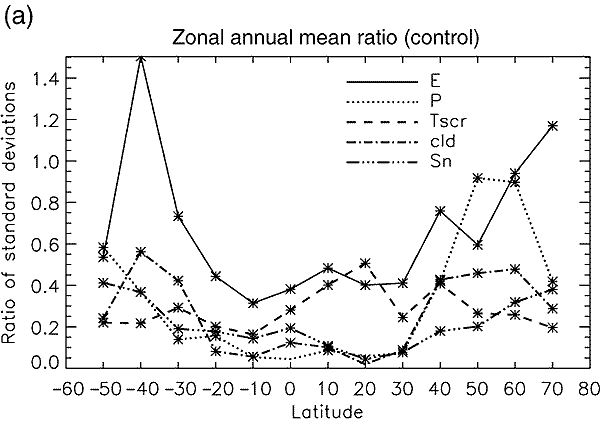 (a)
Zonal annual mean ratio (control)
Ratio of standard deviations
1.4
1.2
1.0
0.8
0.6
0.4
0.2
0.0
E
P
Tscr
cld
Sn
-60 -50 -40 -30 -20 -10 0 10 20 30 40 50 60 70 80
Latitude